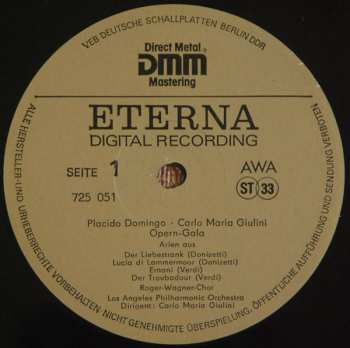 VEB DEUTSCHE SCHALLPLATTEN BERLIN DDR
Direct Metal
DMM
Mastering
ETERNA
DIGITAL RECORDING
SEITE 1
725 051
AWA
ST 33
Placido Domingo · Carlo Maria Giulini
Opern-Gala
Arien aus
Der Liebestrank (Donizetti)
Lucia di Lammermoor (Donizetti)
Ernani (Verdi)
Der Troubadour (Verdi)
Roger-Wagner-Chor
Los Angeles Philharmonic Orchestra
Dirigent: Carlo Maria Giulini
ALLE HERSTELLER-UND URHEBERRECHTE VORBEHALTEN NICHT GENEHMIGTE ÜBERSPIELUNG, ÖFFENTLICHE AUFFÜHRUNG UND SENDUNG VERBOTEN